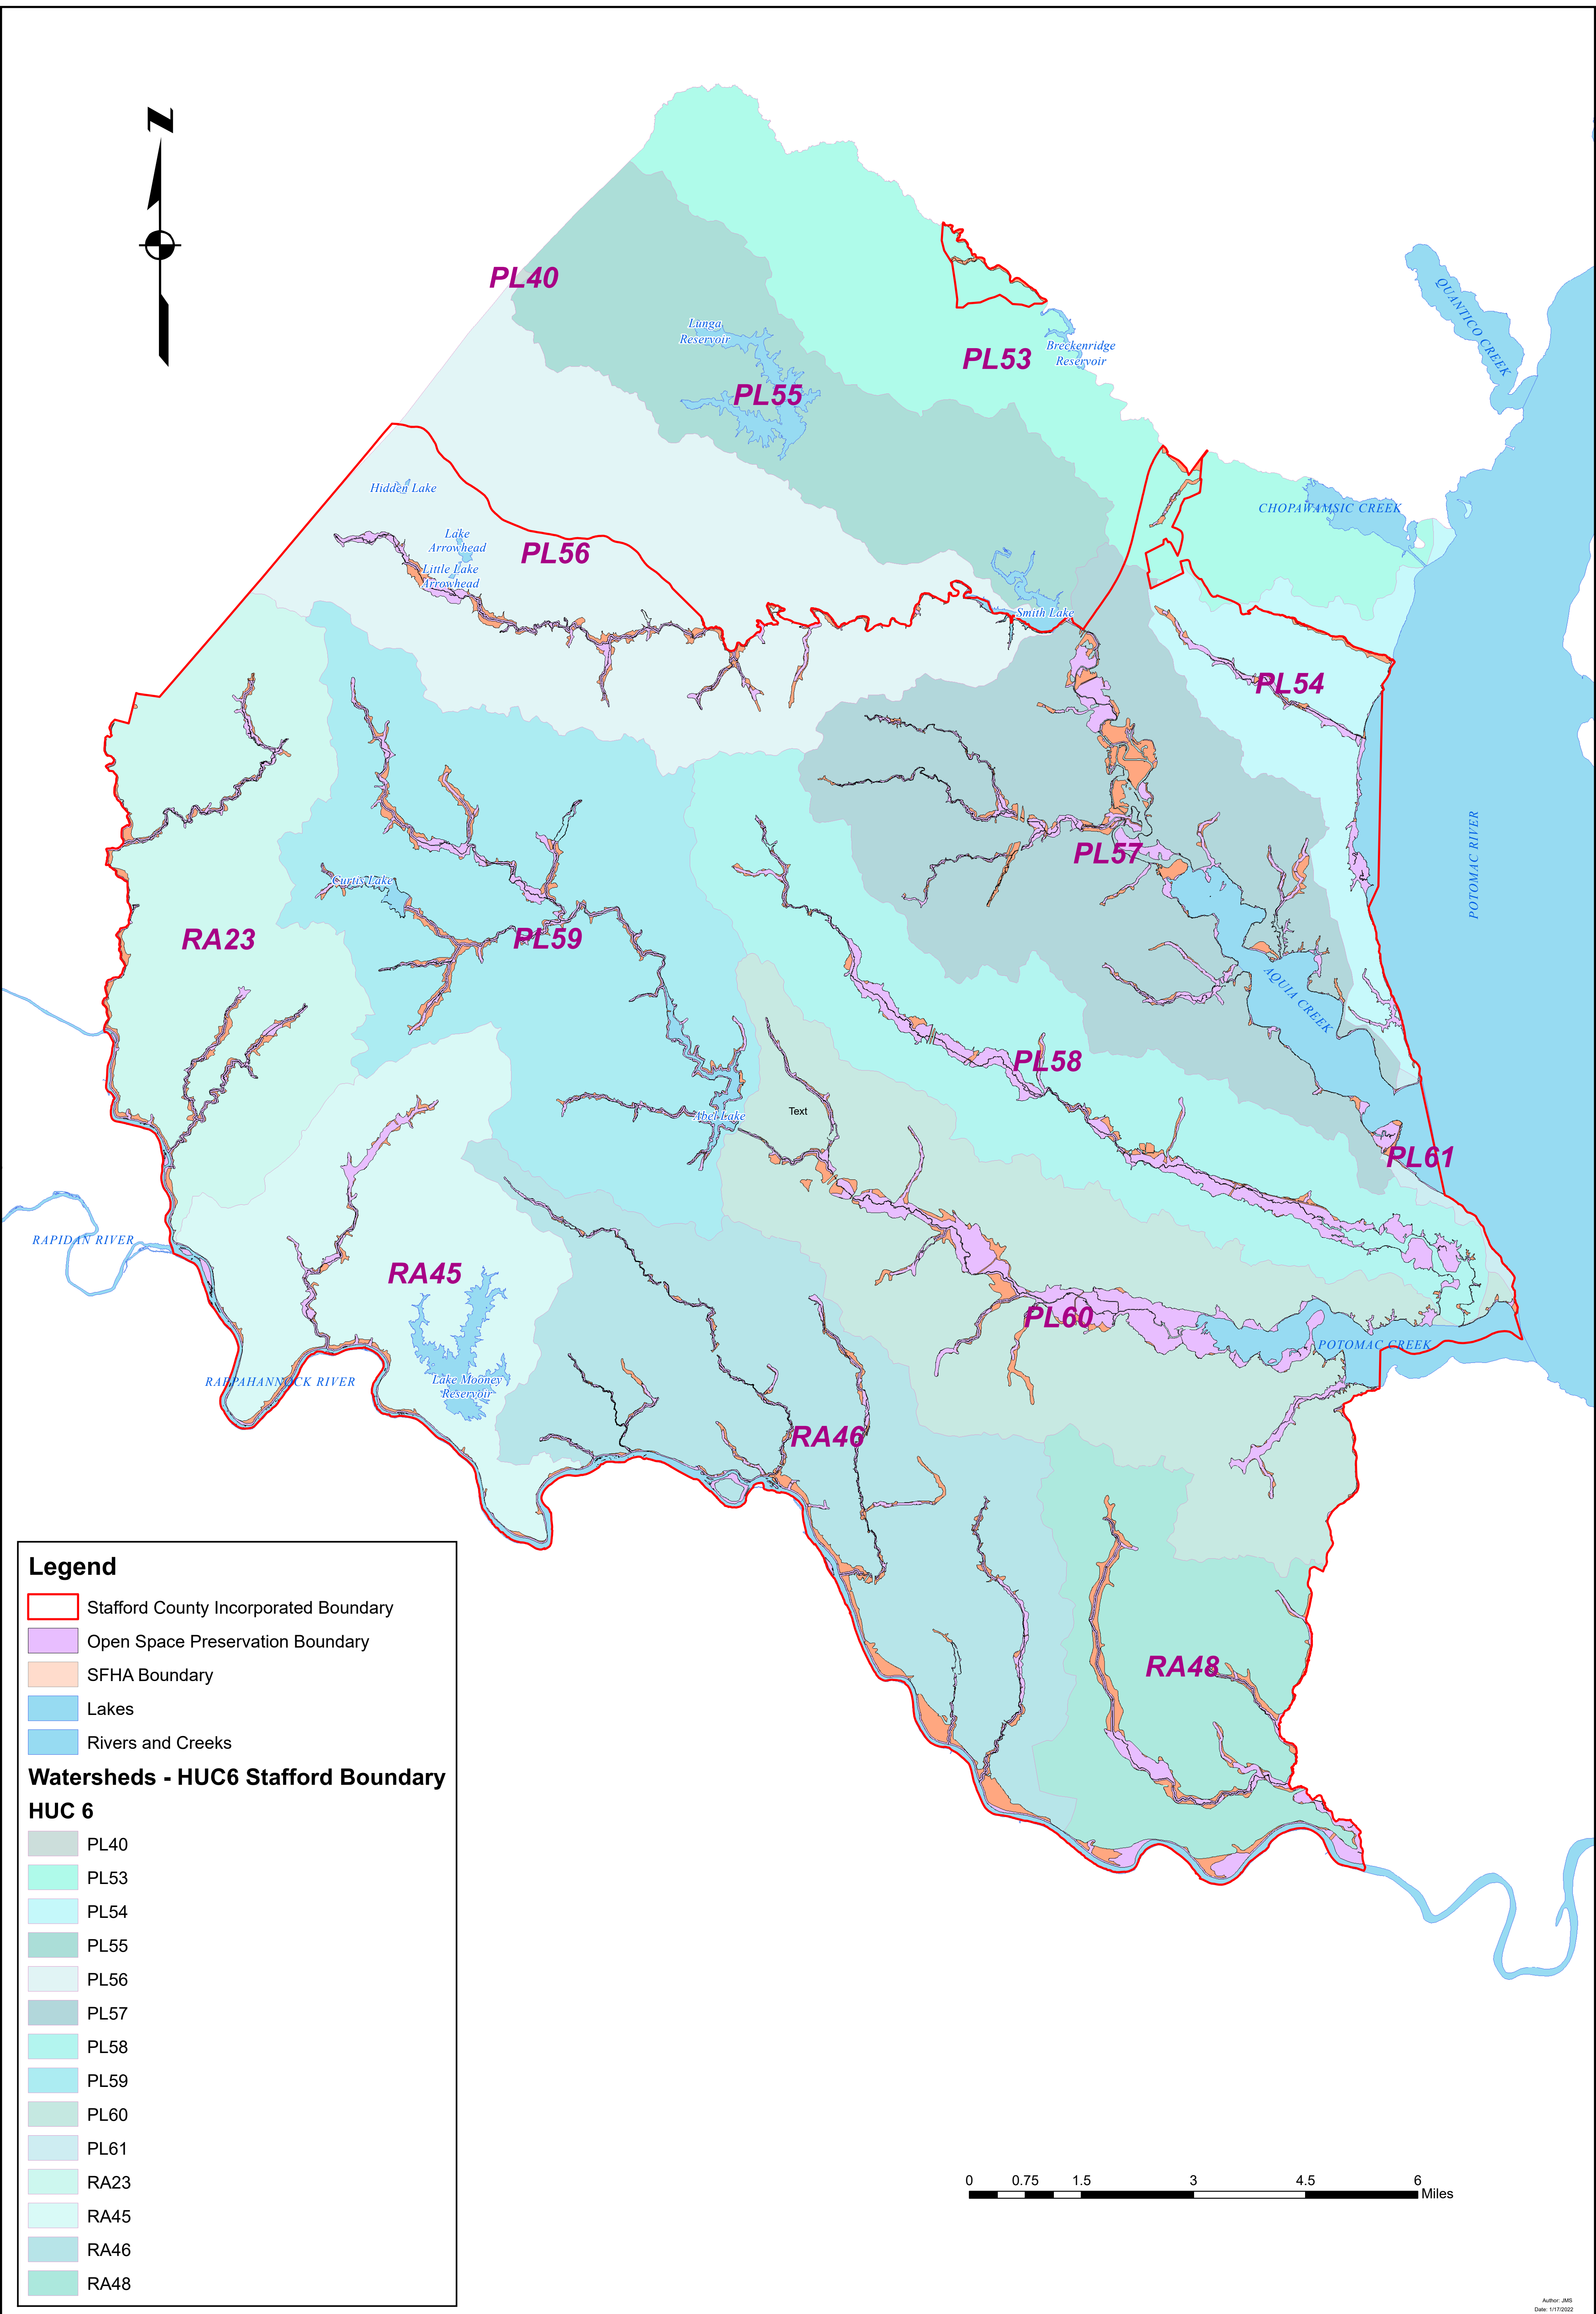 N
PL40
Lunga
Reservoir
PL55
PL53
Breckenridge
Reservoir
QUANTICO CREEK
Hidden Lake
Lake
Arrowhead
Little Lake
Arrowhead
PL56
CHOPAWAMSIC CREEK
Smith Lake
PL54
PL57
POTOMAC RIVER
Curtis Lake
PL59
RA23
AQUIA CREEK
PL58
Text
Abel Lake
PL61
RAPIDAN RIVER
RA45
PL60
POTOMAC CREEK
RAPPAHANNOCK RIVER
Lake Mooney
Reservoir
RA46
RA48
Legend
Stafford County Incorporated Boundary
Open Space Preservation Boundary
SFHA Boundary
Lakes
Rivers and Creeks
Watersheds - HUC6 Stafford Boundary
HUC 6
PL40
PL53
PL54
PL55
PL56
PL57
PL58
PL59
PL60
PL61
RA23
RA45
RA46
RA48
0 0.75 1.5 3 4.5 6
Miles
Author: JMS
Date: 1/17/2022